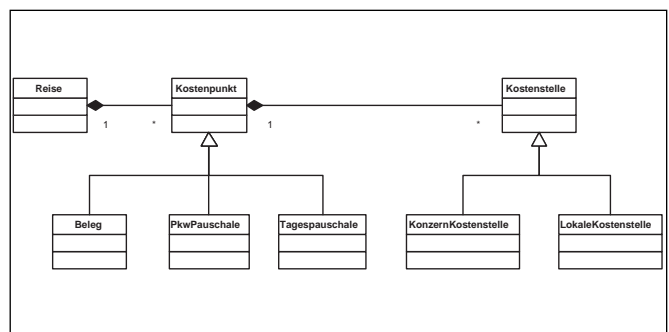 Reise
Kostenpunkt
Kostenstelle
1
*
1
*
Beleg
PkwPauschale
Tagespauschale
KonzernKostenstelle
LokaleKostenstelle